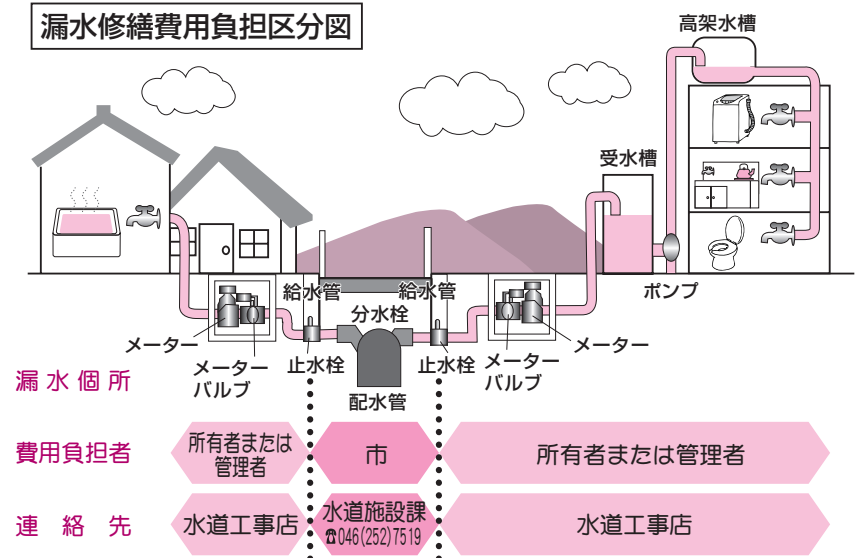 漏水修繕費用負担区分図
高架水槽
受水槽
ポンプ
給水管
給水管
分水栓
メーター
メーター
バルブ
止水栓
配水管
止水栓
メーター
バルブ
メーター
漏水個所
費用負担者
所有者または
管理者
市
所有者または管理者
連絡先
水道工事店
水道施設課
☎046(252)7519
水道工事店